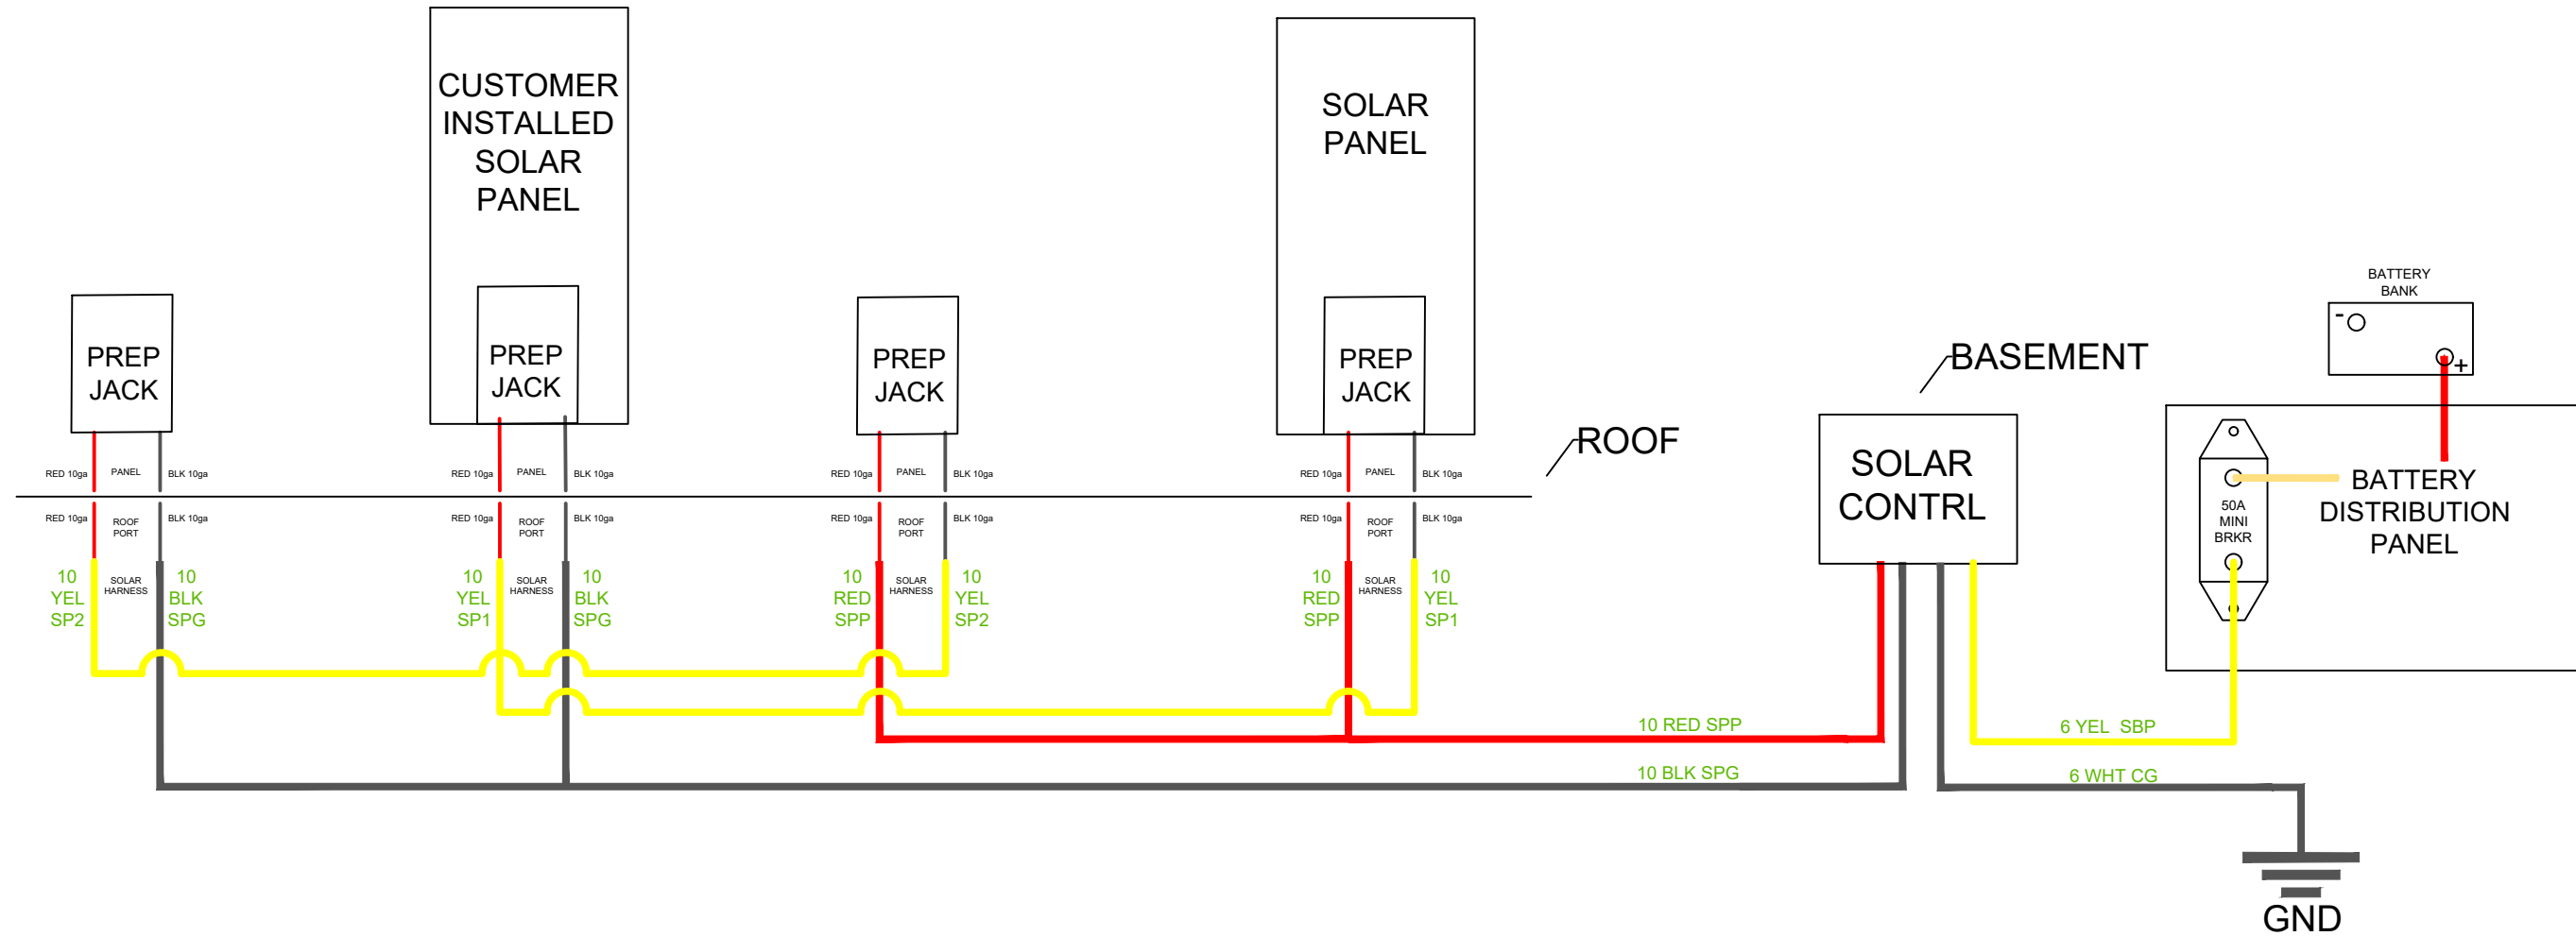 CUSTOMER
INSTALLED
SOLAR
PANEL
SOLAR
PANEL
PREP
JACK
PREP
JACK
PREP
JACK
PREP
JACK
RED 10ga
PANEL
BLK 10ga
RED 10ga
PANEL
BLK 10ga
RED 10ga
PANEL
BLK 10ga
RED 10ga
PANEL
BLK 10ga
ROOF
RED 10ga
ROOF
PORT
BLK 10ga
RED 10ga
ROOF
PORT
BLK 10ga
RED 10ga
ROOF
PORT
BLK 10ga
RED 10ga
ROOF
PORT
BLK 10ga
10
YEL
SP2
SOLAR
HARNESS
10
BLK
SPG
10
YEL
SP1
SOLAR
HARNESS
10
BLK
SPG
10
RED
SPP
SOLAR
HARNESS
10
YEL
SP2
10
RED
SPP
SOLAR
HARNESS
10
YEL
SP1
BASEMENT
SOLAR
CONTRL
BATTERY
BANK
-
+
50A
MINI
BRKR
BATTERY
DISTRIBUTION
PANEL
10 RED SPP
6 YEL SBP
10 BLK SPG
6 WHT CG
GND